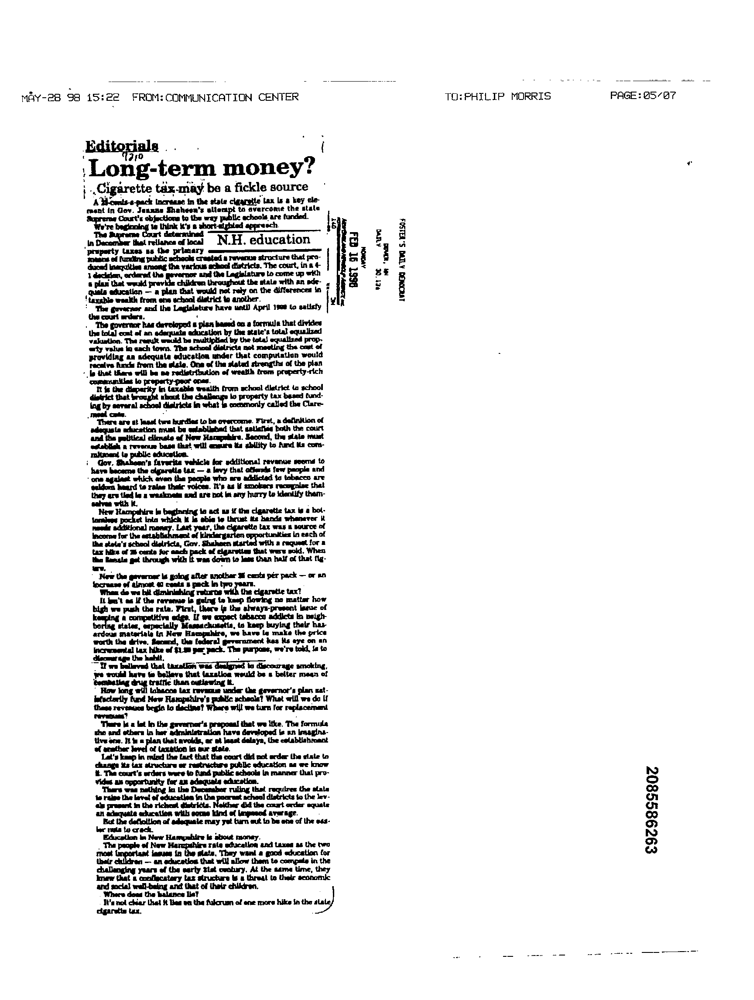 MAY-28 98 15:22 FROM:COMMUNICATION CENTER TO:PHILIP MORRIS PAGE:05/07
Editorials
Long-term money?
Cigarette tax may be a fickle source
A 25-cents-a-pack increase in the state cigarette tax is a key ele-
ment in Gov. Jeanne Shaheen's attempt to overcome the state
Supreme Court's objections to the way public schools are funded.
We're beginning to think it's a short-sighted approach.
The Supreme Court determined
in December that reliance of local
N.H. education
property taxes as the primary
means of funding public schools created a revenue structure that pro-
duced inequities among the various school districts. The court, in a 4-
1 decision, ordered the governor and the Legislature to come up with
a plan that would provide children throughout the state with an ade-
quate education — a plan that would not rely on the differences in
taxable wealth from one school district to another.
The governor and the Legislature have until April 1998 to satisfy
the court orders.
The governor has developed a plan based on a formula that divides
the total cost of an adequate education by the state's total equalized
valuation. The result would be multiplied by the total equalized prop-
erty value in each town. The school districts not meeting the cost of
providing an adequate education under that computation would
receive funds from the state. One of the stated strengths of the plan
is that there will be no redistribution of wealth from property-rich
communities to property-poor ones.
It is the disparity in taxable wealth from school district to school
district that brought about the challenge to property tax based fund-
ing by several school districts in what is commonly called the Clare-
mont case.
There are at least two hurdles to be overcome. First, a definition of
adequate education must be established that satisfies both the court
and the political climate of New Hampshire. Second, the state must
establish a revenue base that will ensure its ability to fund its com-
mitment to public education.
Gov. Shaheen's favorite vehicle for additional revenue seems to
have become the cigarette tax — a levy that offends few people and
one against which even the people who are addicted to tobacco are
seldom heard to raise their voices. It's as if smokers recognize that
they are tied to a weakness and are not in any hurry to identify them-
selves with it.
New Hampshire is beginning to act as if the cigarette tax is a bot-
tomless pocket into which it is able to thrust its hands whenever it
needs additional money. Last year, the cigarette tax was a source of
income for the establishment of kindergarten opportunities in each of
the state's school districts. Gov. Shaheen started with a request for a
tax hike of 25 cents for each pack of cigarettes that were sold. When
the Senate got through with it was down to less than half of that fig-
ure.
Now the governor is going after another 25 cents per pack — or an
increase of almost 40 cents a pack in two years.
When do we hit diminishing returns with the cigarette tax?
It isn't as if the revenue is going to keep flowing no matter how
high we push the rate. First, there is the always-present issue of
keeping a competitive edge. If we expect tobacco addicts in neigh-
boring states, especially Massachusetts, to keep buying their haz-
ardous materials in New Hampshire, we have to make the price
worth the drive. Second, the federal government has its eye on an
incremental tax hike of $1.50 per pack. The purpose, we're told, is to
discourage the habit.
If we believed that taxation was designed to discourage smoking,
we would have to believe that taxation would be a better means of
combating drug traffic than outlawing it.
How long will tobacco tax revenue under the governor's plan sat-
isfactorily fund New Hampshire's public schools? What will we do if
those revenues begin to decline? Where will we turn for replacement
revenues?
There is a lot in the governor's proposal that we like. The formula
she and others in her administration have developed is an imagina-
tive one. It is a plan that avoids, or at least delays, the establishment
of another level of taxation in our state.
Let's keep in mind the fact that the court did not order the state to
change its tax structure or restructure public education as we know
it. The court's orders were to fund public schools in manner that pro-
vides an opportunity for an adequate education.
There was nothing in the December ruling that requires the state
to raise the level of education in the poorest school districts to the lev-
els present in the richest districts. Neither did the court order equate
an adequate education with some kind of imposed average.
But the definition of adequate may yet turn out to be one of the eas-
ier nuts to crack.
Education in New Hampshire is about money.
The people of New Hampshire rate education and taxes as the two
most important issues in the state. They want a good education for
their children — an education that will allow them to compete in the
challenging years of the early 21st century. At the same time, they
know that a confiscatory tax structure is a threat to their economic
and social well-being and that of their children.
Where does the balance lie?
It's not clear that it lies on the fulcrum of one more hike in the state
cigarette tax.
FOSTER'S DAILY DEMOCRAT
DOVER, NH
DAILY
MONDAY
FEB 16 1998
2085586263